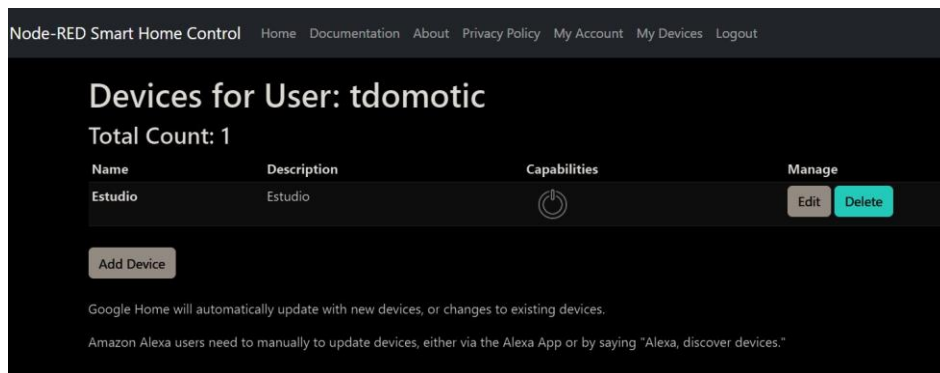 Node-RED Smart Home Control Home Documentation About Privacy Policy My Account My Devices Logout
Devices for User: tdomotic
Total Count: 1
Name Description Capabilities Manage
Estudio Estudio Edit Delete
Add Device
Google Home will automatically update with new devices, or changes to existing devices.
Amazon Alexa users need to manually to update devices, either via the Alexa App or by saying "Alexa, discover devices."